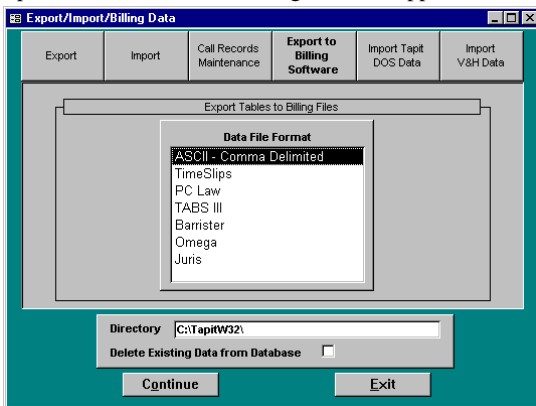 Export/Import/Billing Data
Export
Import
Call Records
Maintenance
Export to
Billing
Software
Import Tapit
DOS Data
Import
V&H Data
Export Tables to Billing Files
Data File Format
ASCII - Comma Delimited
TimeSlips
PC Law
TABS III
Barrister
Omega
Juris
Directory C:\TapitW32\
Delete Existing Data from Database
Continue Exit